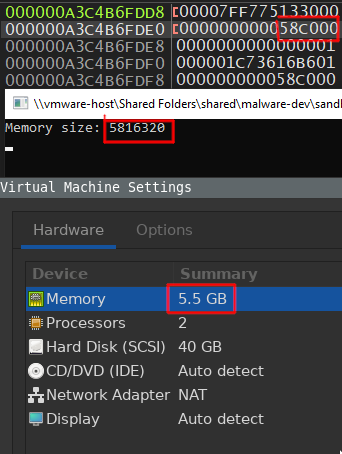 000000A3C4B6FDD8 00007FF775133000
000000A3C4B6FDE0 000000000058C000
000000A3C4B6FDE8 0000000000000001
000000A3C4B6FDF0 000001C73616B601
000000A3C4B6FDF8 000000000058C000
\\vmware-host\Shared Folders\shared\malware-dev\sand
Memory size: 5816320
Virtual Machine Settings
Hardware Options
Device Summary
Memory 5.5 GB
Processors 2
Hard Disk (SCSI) 40 GB
CD/DVD (IDE) Auto detect
Network Adapter NAT
Display Auto detect